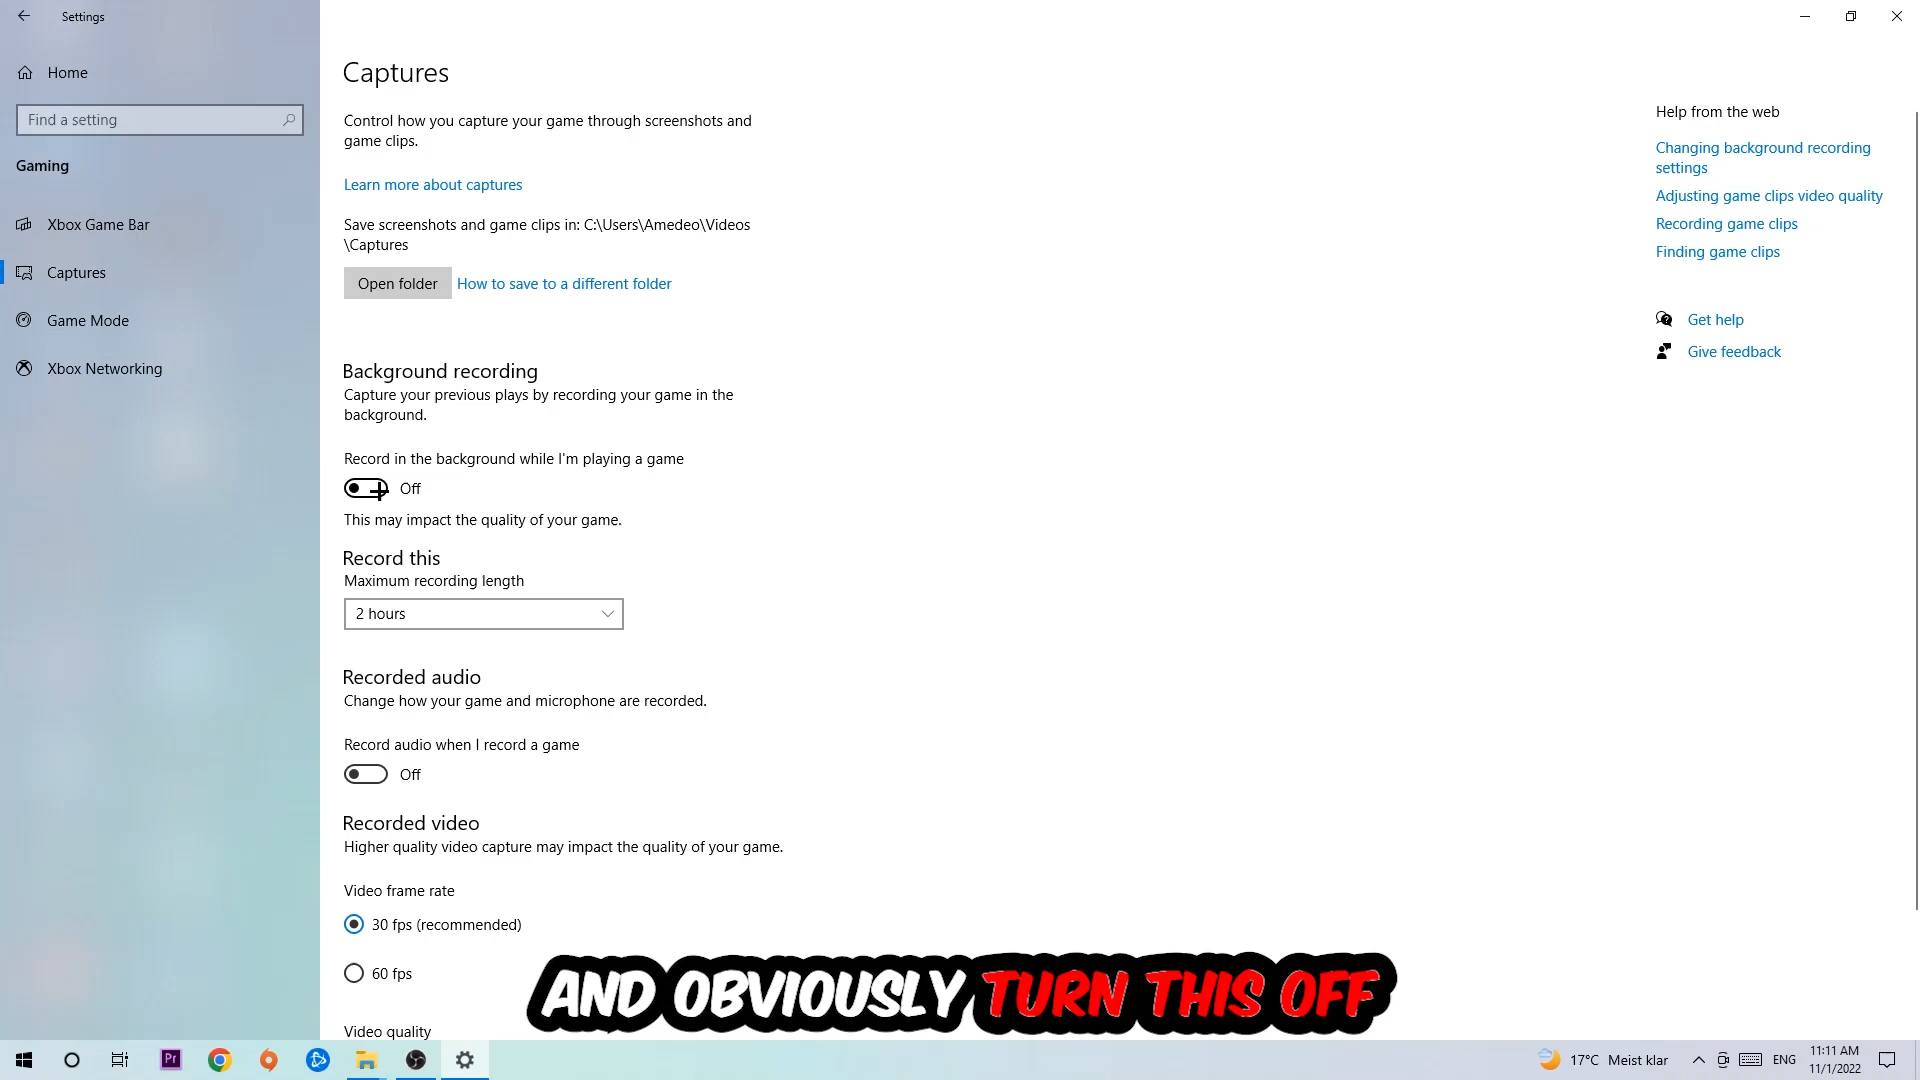 Settings
Home
Find a setting
Gaming
Xbox Game Bar
Captures
Game Mode
Xbox Networking
Captures
Control how you capture your game through screenshots and
game clips.
Learn more about captures
Save screenshots and game clips in: C:\Users\Amedeo\Videos
\Captures
Open folder
How to save to a different folder
Background recording
Capture your previous plays by recording your game in the
background.
Record in the background while I'm playing a game
Off
This may impact the quality of your game.
Record this
Maximum recording length
2 hours
Recorded audio
Change how your game and microphone are recorded.
Record audio when I record a game
Off
Recorded video
Higher quality video capture may impact the quality of your game.
Video frame rate
30 fps (recommended)
60 fps
Video quality
Help from the web
Changing background recording
settings
Adjusting game clips video quality
Recording game clips
Finding game clips
Get help
Give feedback
AND OBVIOUSLY TURN THIS OFF
Pr
17°C Meist klar
ENG
11:11 AM
11/1/2022